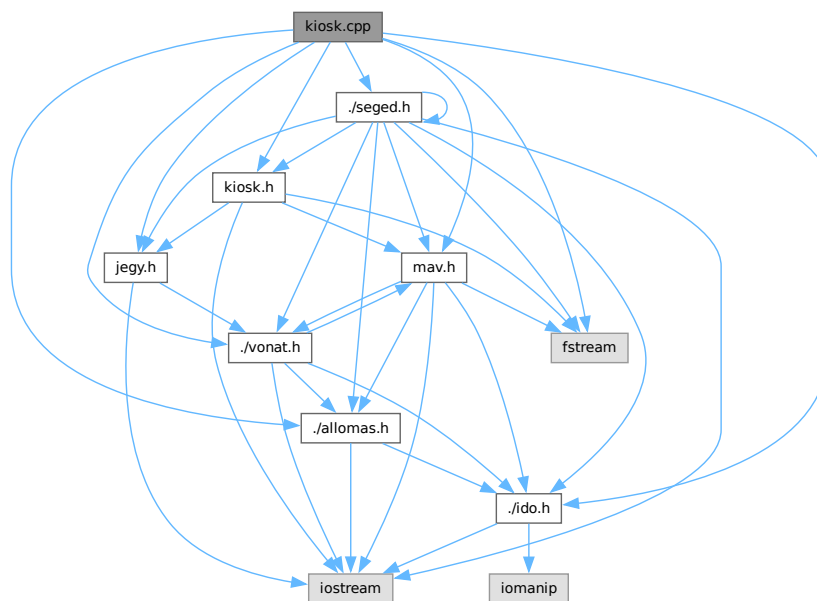 kiosk.cpp
./seged.h
kiosk.h
jegy.h
mav.h
./vonat.h
fstream
./allomas.h
./ido.h
iostream
iomanip